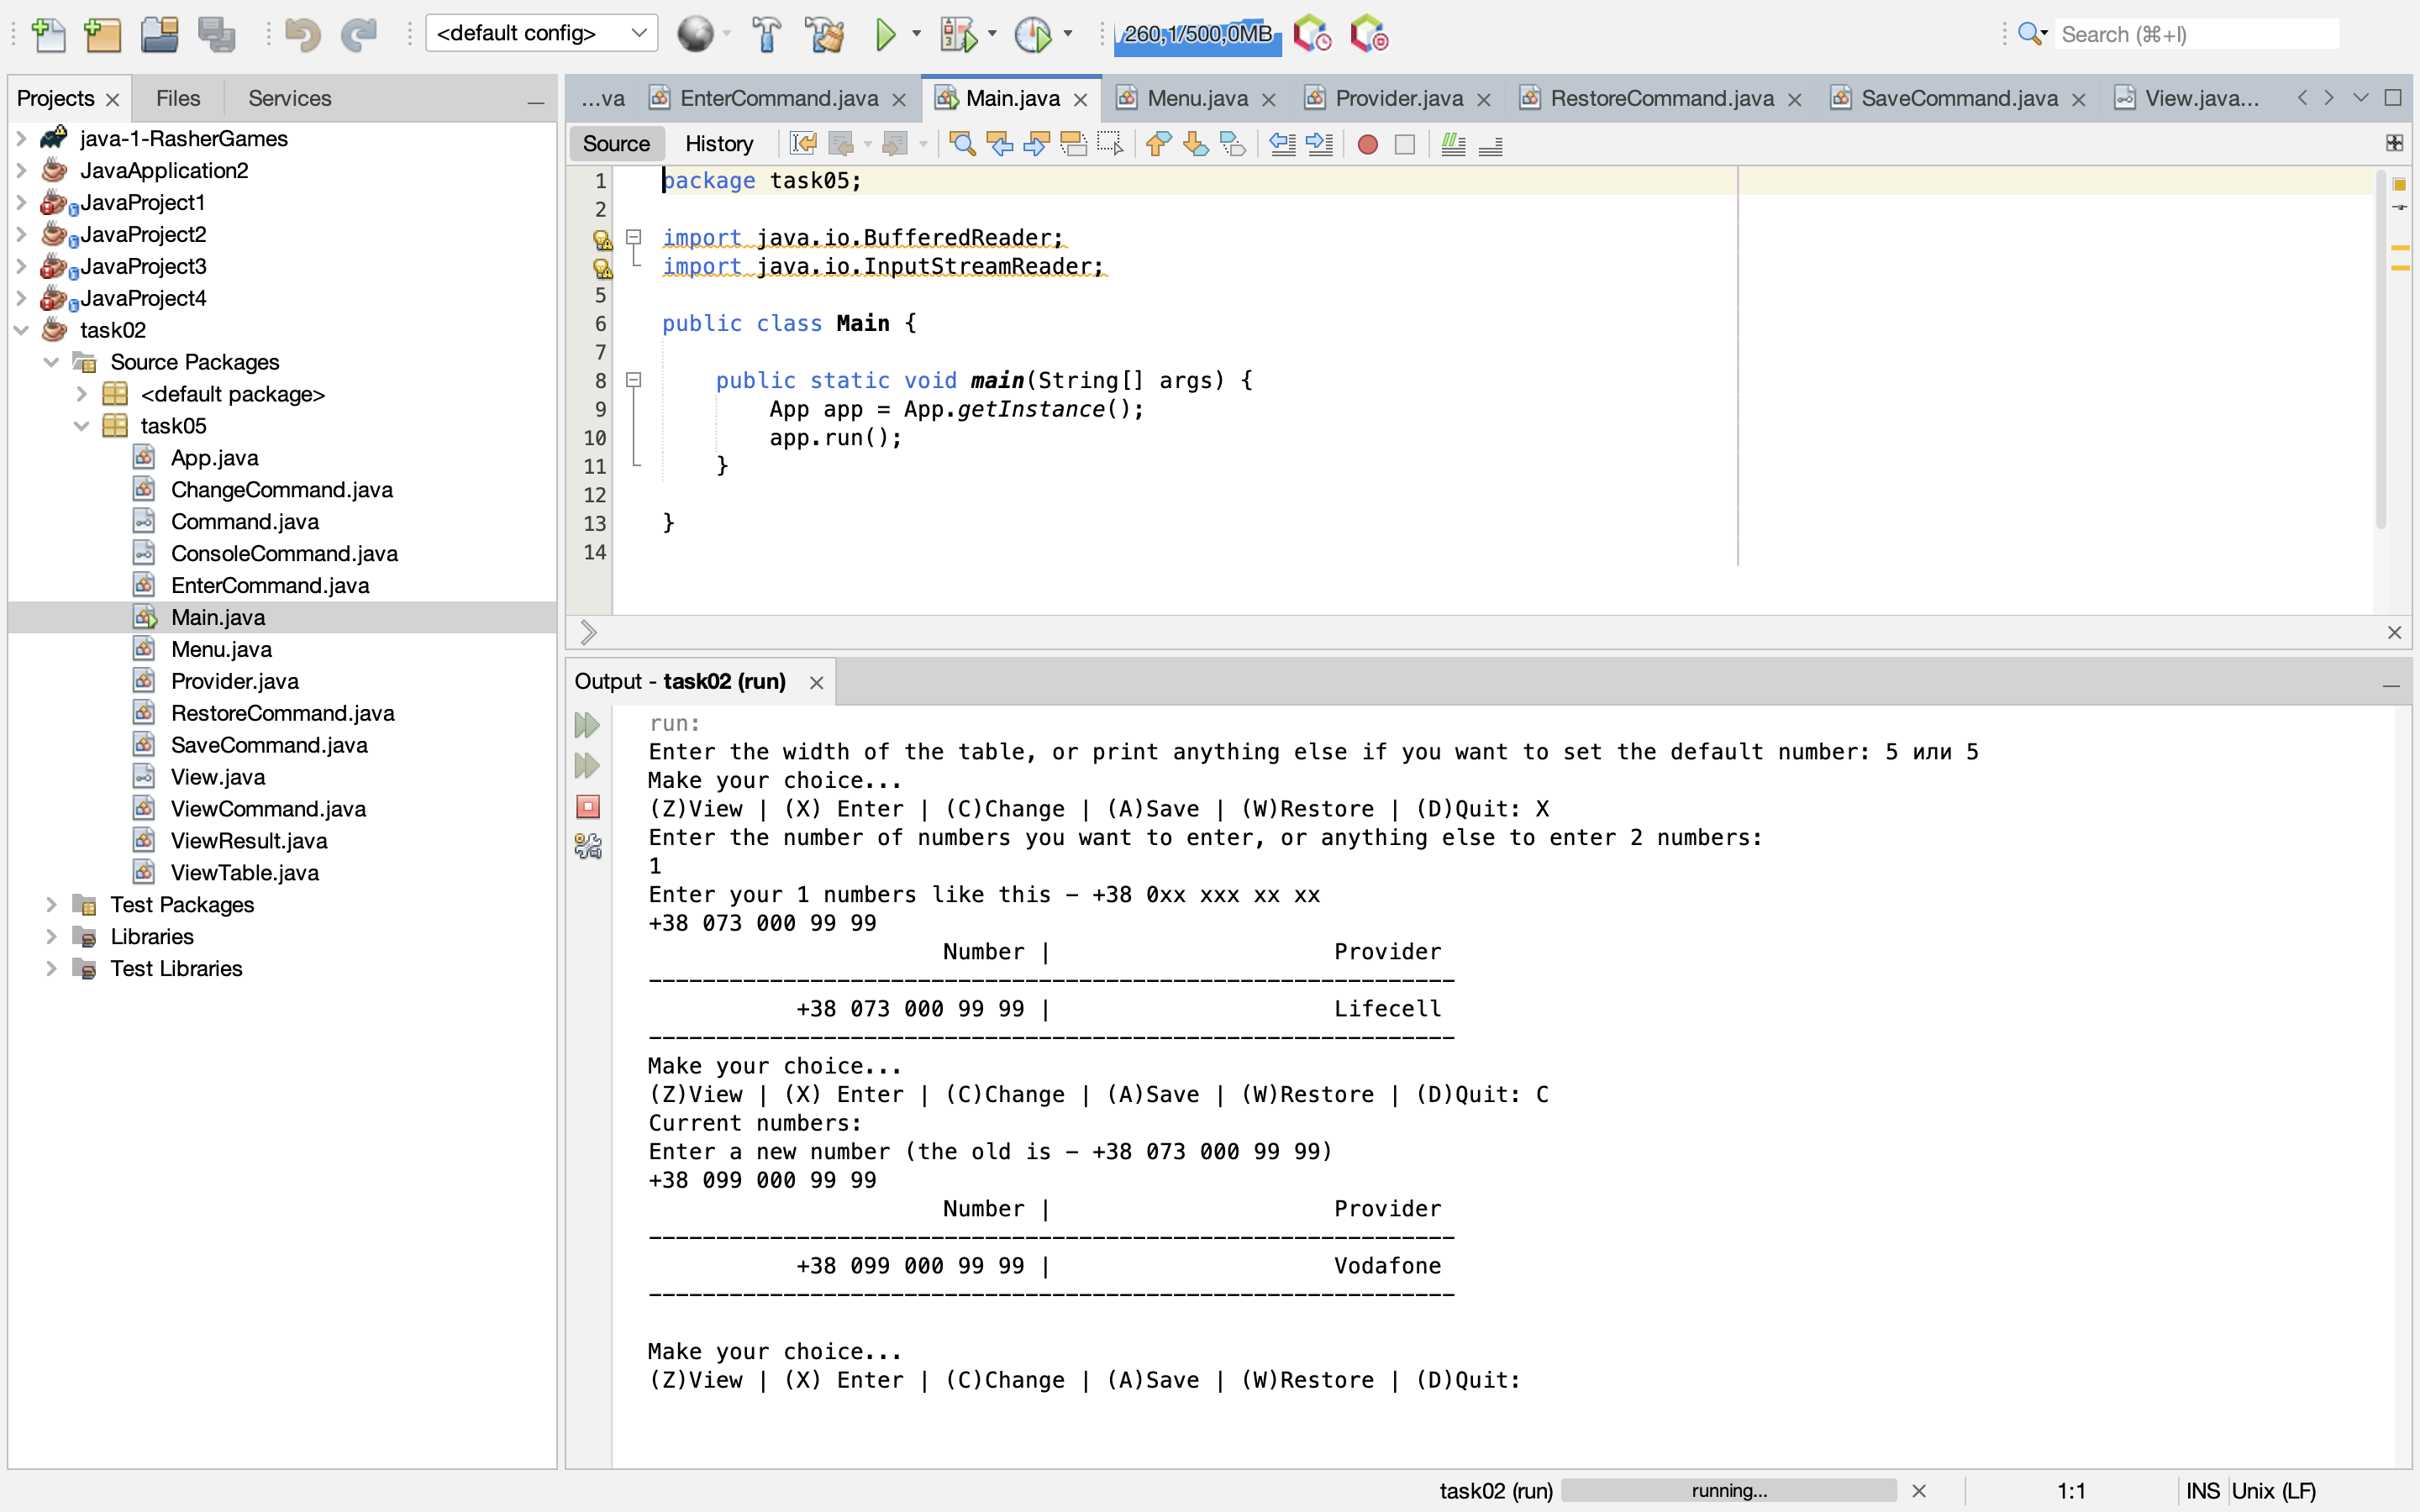 <default config>
260,1/500,0MB
Search (⌘+I)
Projects
Files
Services
java-1-RasherGames
JavaApplication2
JavaProject1
JavaProject2
JavaProject3
JavaProject4
task02
Source Packages
<default package>
task05
App.java
ChangeCommand.java
Command.java
ConsoleCommand.java
EnterCommand.java
Main.java
Menu.java
Provider.java
RestoreCommand.java
SaveCommand.java
View.java
ViewCommand.java
ViewResult.java
ViewTable.java
Test Packages
Libraries
Test Libraries
...va EnterCommand.java Main.java Menu.java Provider.java RestoreCommand.java SaveCommand.java View.java...
Source History
1 package task05;
2
import java.io.BufferedReader;
import java.io.InputStreamReader;
5
6 public class Main {
7
8 public static void main(String[] args) {
9 App app = App.getInstance();
10 app.run();
11 }
12
13 }
14
Output - task02 (run)
run:
Enter the width of the table, or print anything else if you want to set the default number: 5 или 5
Make your choice...
(Z)View | (X) Enter | (C)Change | (A)Save | (W)Restore | (D)Quit: X
Enter the number of numbers you want to enter, or anything else to enter 2 numbers:
1
Enter your 1 numbers like this – +38 0xx xxx xx xx
+38 073 000 99 99
Number | Provider
------------------------------------------------------------
+38 073 000 99 99 | Lifecell
------------------------------------------------------------
Make your choice...
(Z)View | (X) Enter | (C)Change | (A)Save | (W)Restore | (D)Quit: C
Current numbers:
Enter a new number (the old is – +38 073 000 99 99)
+38 099 000 99 99
Number | Provider
------------------------------------------------------------
+38 099 000 99 99 | Vodafone
------------------------------------------------------------
Make your choice...
(Z)View | (X) Enter | (C)Change | (A)Save | (W)Restore | (D)Quit:
task02 (run) running... 1:1 INS Unix (LF)